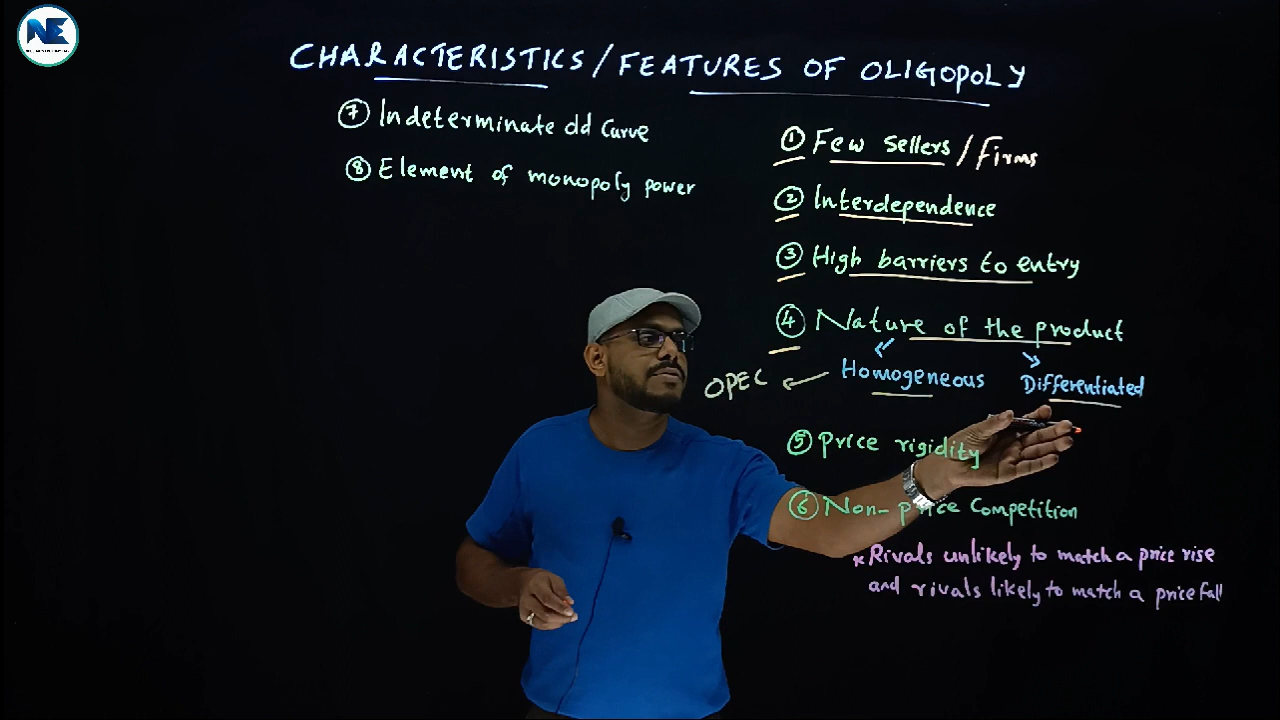 NE
CHARACTERISTICS/FEATURES OF OLIGOPOLY
⑦ Indeterminate dd Curve
⑧ Element of monopoly power
① Few sellers/Firms
② Interdependence
③ High barriers to entry
④ Nature of the product
OPEC Homogeneous Differentiated
⑤ Price rigidity
⑥ Non-price Competition
* Rivals unlikely to match a price rise
and rivals likely to match a price fall